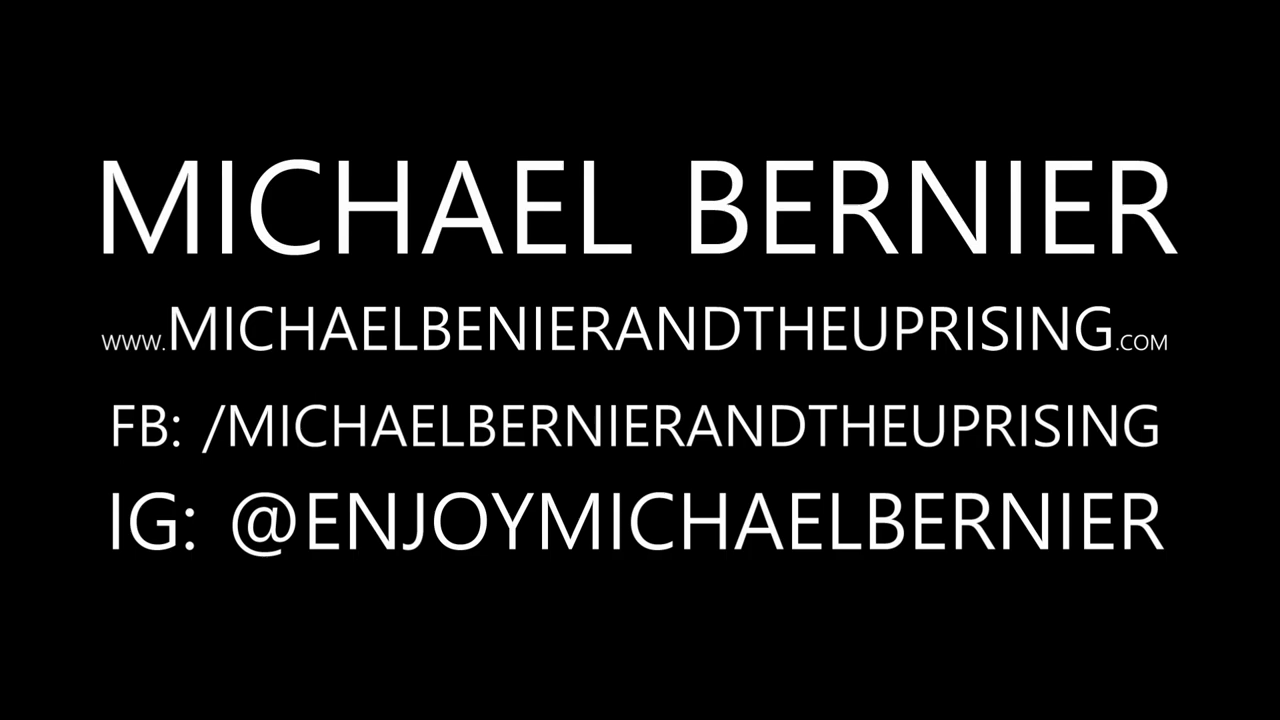 MICHAEL BERNIER
www.MICHAELBENIERANDTHEUPRISING.COM
FB: /MICHAELBERNIERANDTHEUPRISING
IG: @ENJOYMICHAELBERNIER